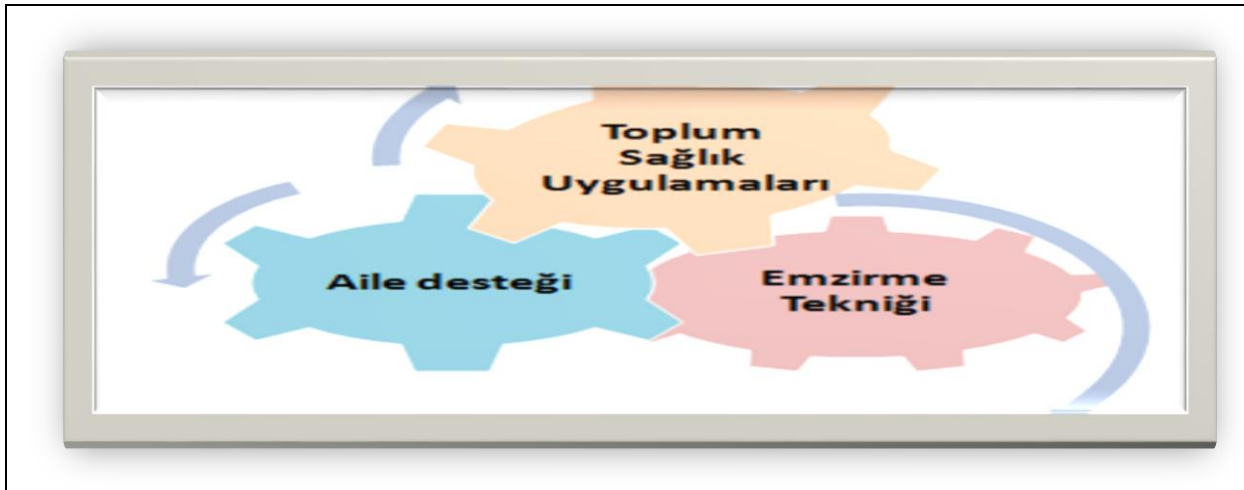 Toplum
Sağlık
Uygulamaları
Aile desteği
Emzirme
Tekniği